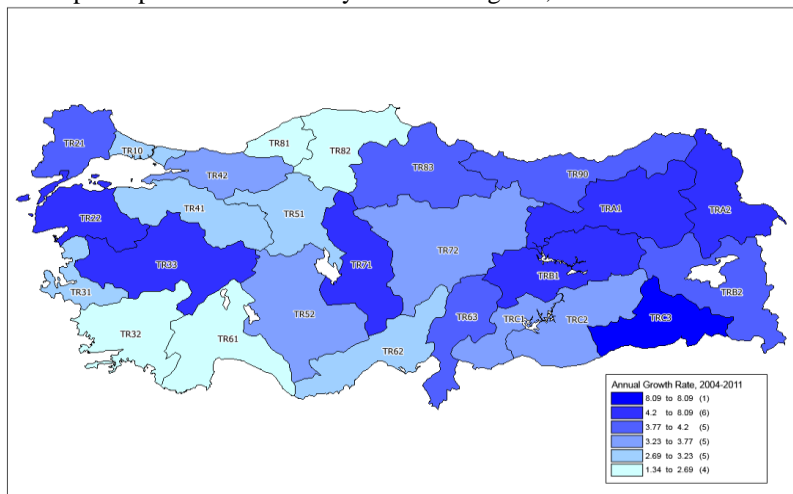 TR21
TR10
TR81
TR82
TR83
TR90
TR42
TRA1
TRA2
TR22
TR41
TR51
TR72
TR33
TR71
TRB1
TRB2
TR31
TR52
TR63
TRC1
TRC2
TRC3
TR32
TR61
TR62
Annual Growth Rate, 2004-2011
8.09 to 8.09 (1)
4.2 to 8.09 (6)
3.77 to 4.2 (5)
3.23 to 3.77 (5)
2.69 to 3.23 (5)
1.34 to 2.69 (4)